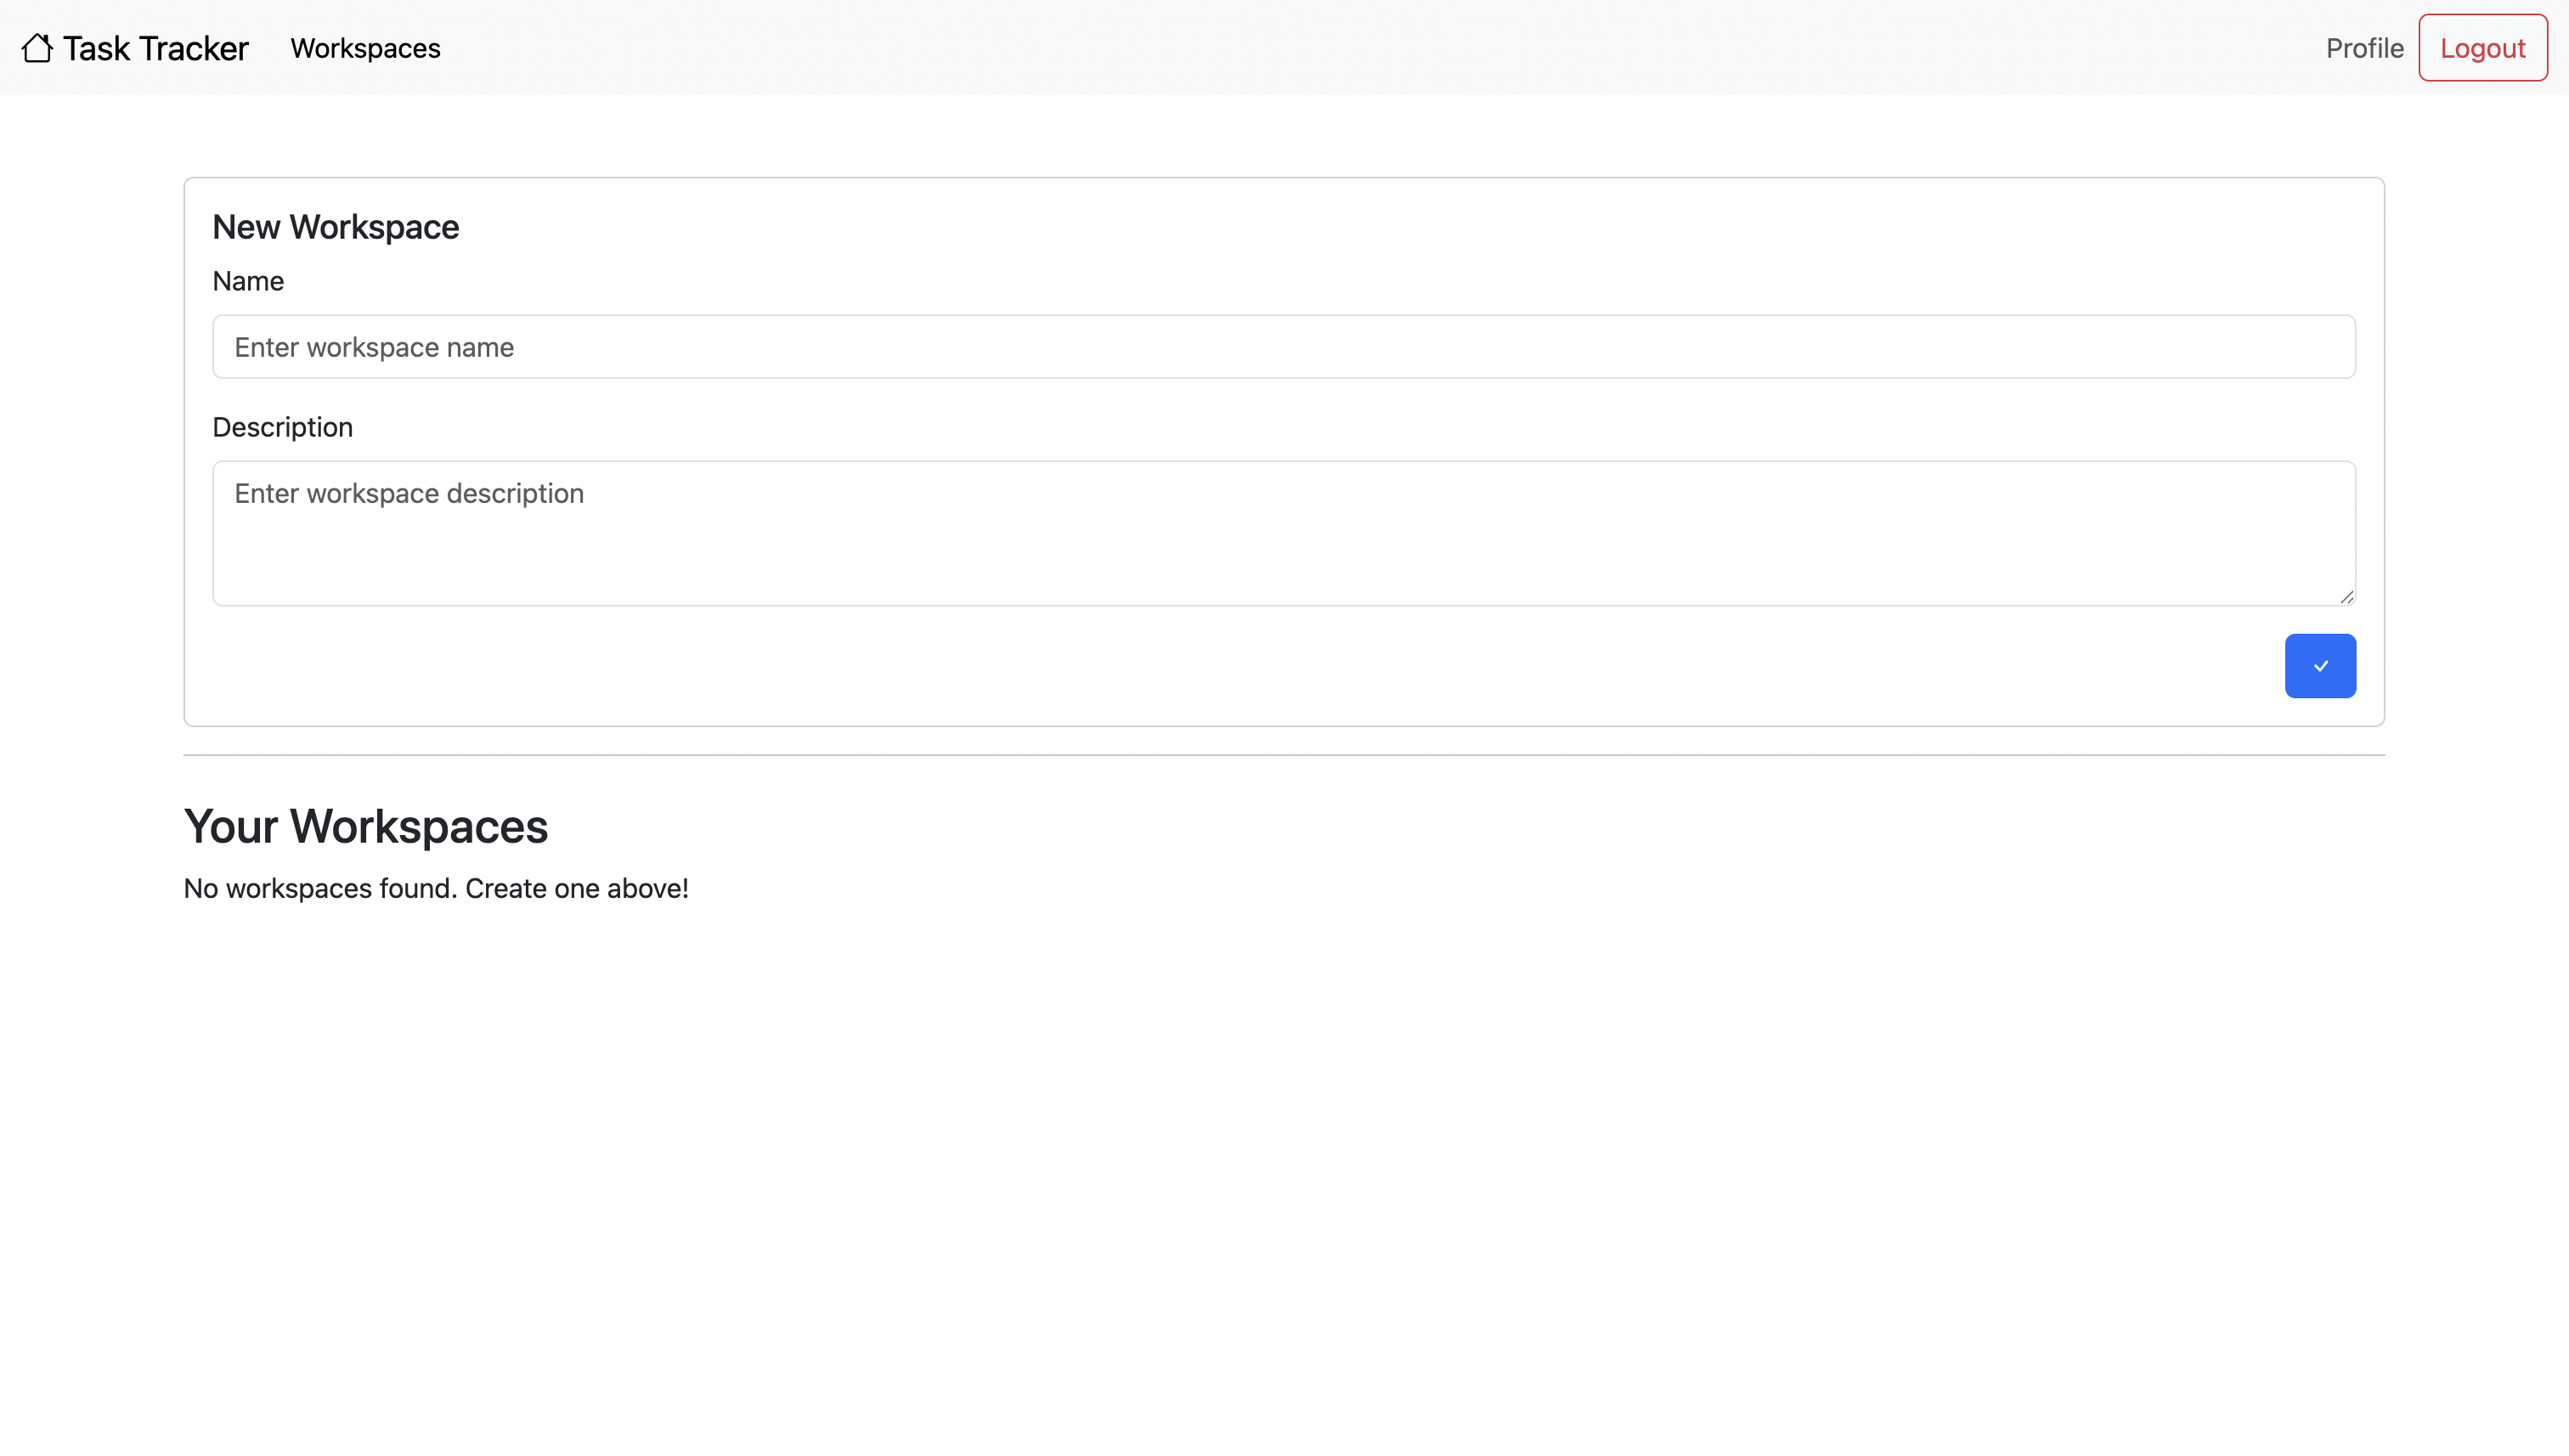 Task Tracker Workspaces Profile Logout
New Workspace
Name
Enter workspace name
Description
Enter workspace description
Your Workspaces
No workspaces found. Create one above!